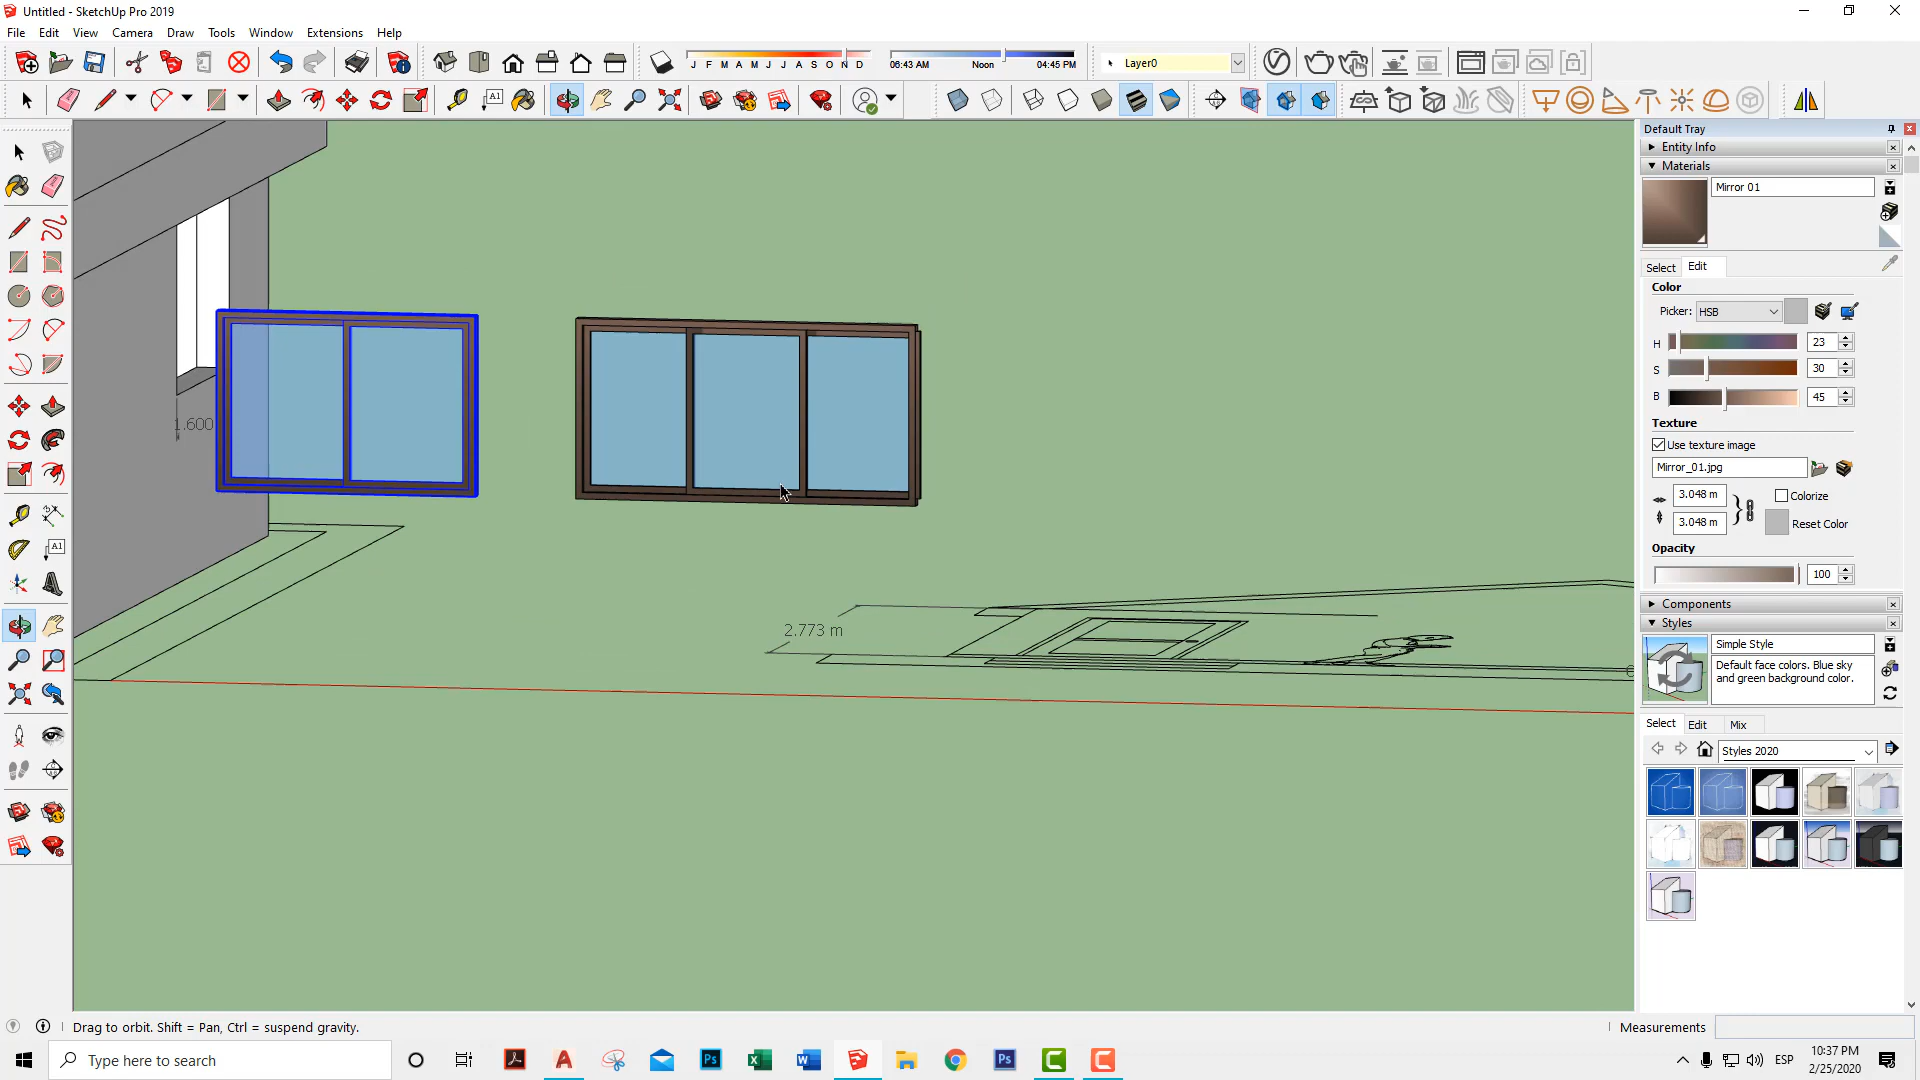 Untitled - SketchUp Pro 2019
File Edit View Camera Draw Tools Window Extensions Help
J F M A M J J A S O N D
06:43 AM Noon 04:45 PM
Layer0
A1
Default Tray
Entity Info
Materials
Mirror 01
Select Edit
Color
Picker: HSB
H 23
S 30
B 45
Texture
Use texture image
Mirror_01.jpg
3.048 m
Colorize
3.048 m
Reset Color
Opacity
100
Components
Styles
Simple Style
Default face colors. Blue sky
and green background color.
Select Edit Mix
Styles 2020
A1
1.600
2.773 m
Drag to orbit. Shift = Pan, Ctrl = suspend gravity.
Measurements
Type here to search
10:37 PM
ESP
2/25/2020